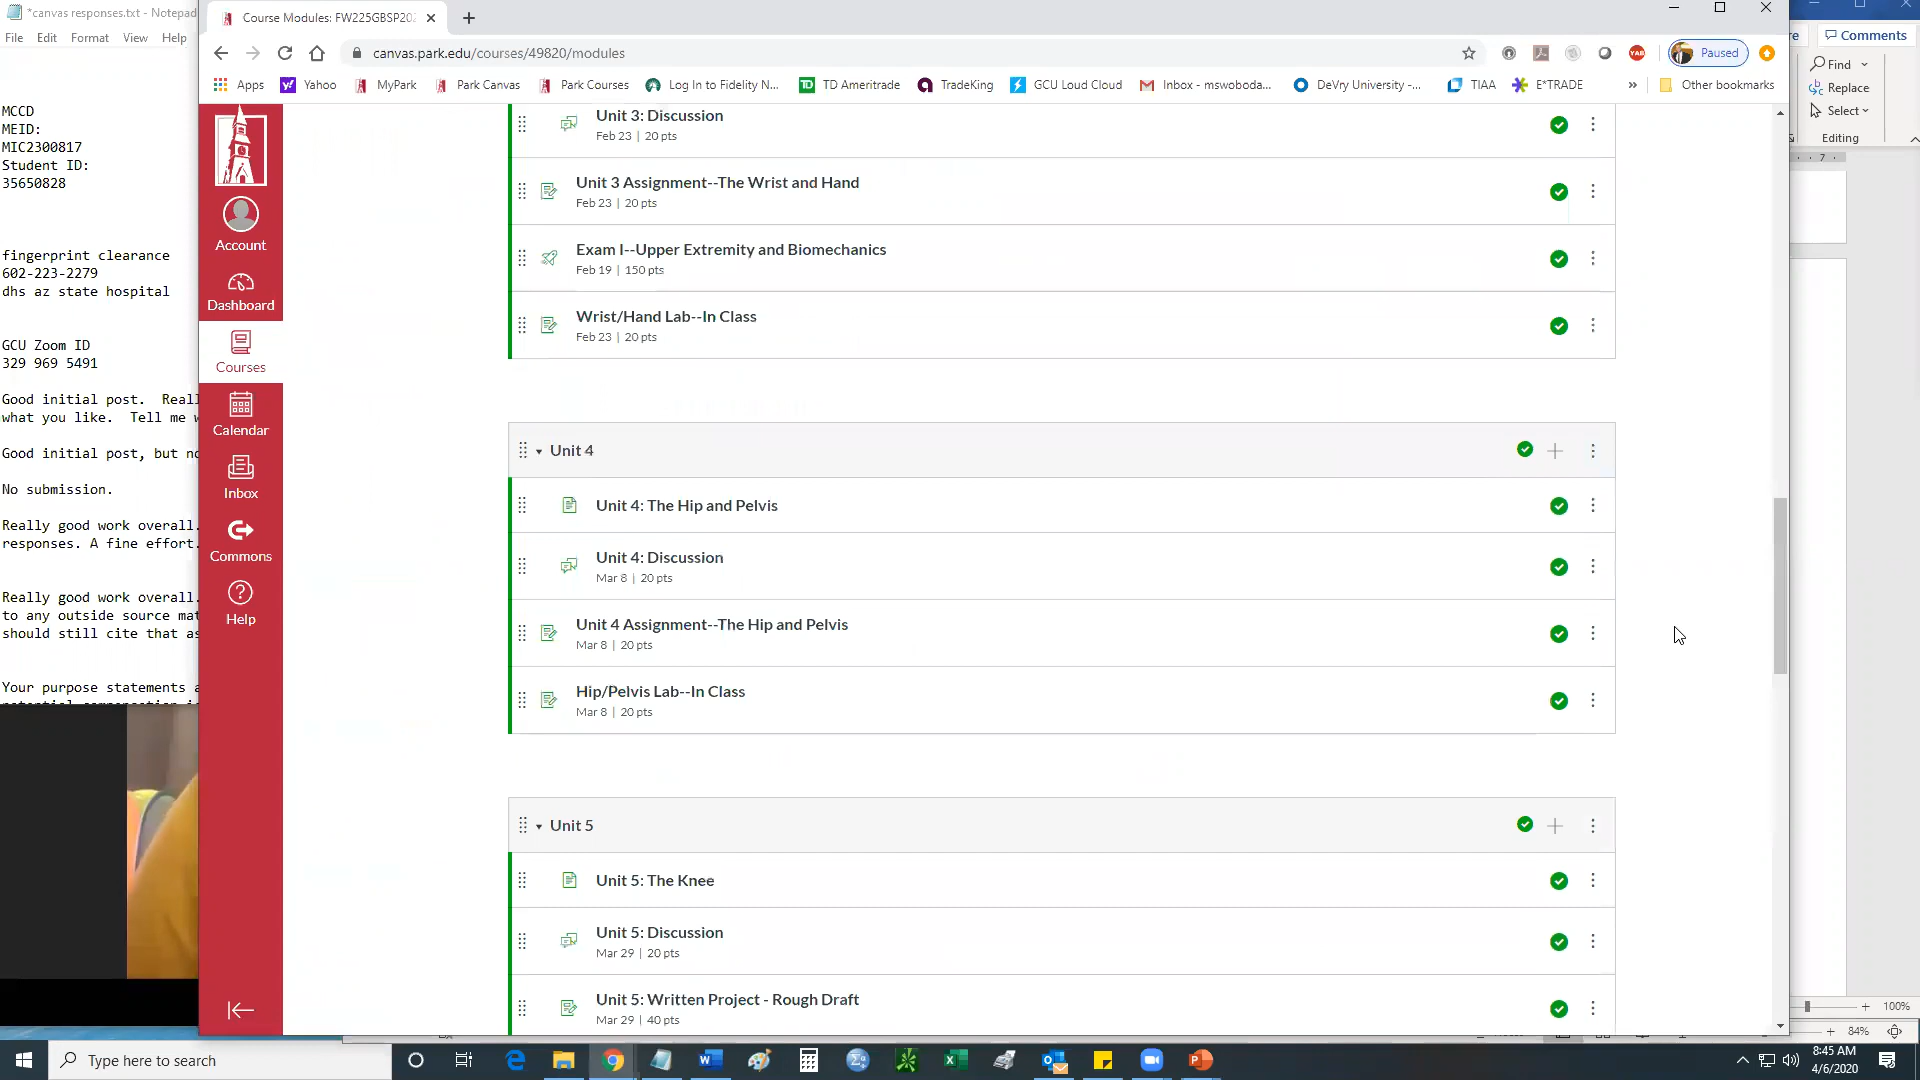 *canvas responses.txt - Notepad
File Edit Format View Help
MCCD
MEID:
MIC2300817
Student ID:
35650828
fingerprint clearance
602-223-2279
dhs az state hospital
GCU Zoom ID
329 969 5491
Good initial post.
what you like. Tell me
Good initial post, but
No submission.
Really good work overall.
responses. A fine effort.
Really good work overall.
to any outside source
should still cite that
Your purpose statements
Course Modules: FW225GBSP202
canvas.park.edu/courses/49820/modules
Paused
Apps Yahoo MyPark Park Canvas Park Courses Log In to Fidelity N... TD Ameritrade TradeKing GCU Loud Cloud Inbox - mswoboda... DeVry University -... TIAA E*TRADE » Other bookmarks
Account
Dashboard
Courses
Calendar
Inbox
Commons
Help
Unit 3: Discussion
Feb 23 | 20 pts
Unit 3 Assignment--The Wrist and Hand
Feb 23 | 20 pts
Exam I--Upper Extremity and Biomechanics
Feb 19 | 150 pts
Wrist/Hand Lab--In Class
Feb 23 | 20 pts
Unit 4
Unit 4: The Hip and Pelvis
Unit 4: Discussion
Mar 8 | 20 pts
Unit 4 Assignment--The Hip and Pelvis
Mar 8 | 20 pts
Hip/Pelvis Lab--In Class
Mar 8 | 20 pts
Unit 5
Unit 5: The Knee
Unit 5: Discussion
Mar 29 | 20 pts
Unit 5: Written Project - Rough Draft
Mar 29 | 40 pts
Comments
Find
Replace
Select
Editing
7
100%
84%
Type here to search
8:45 AM
4/6/2020